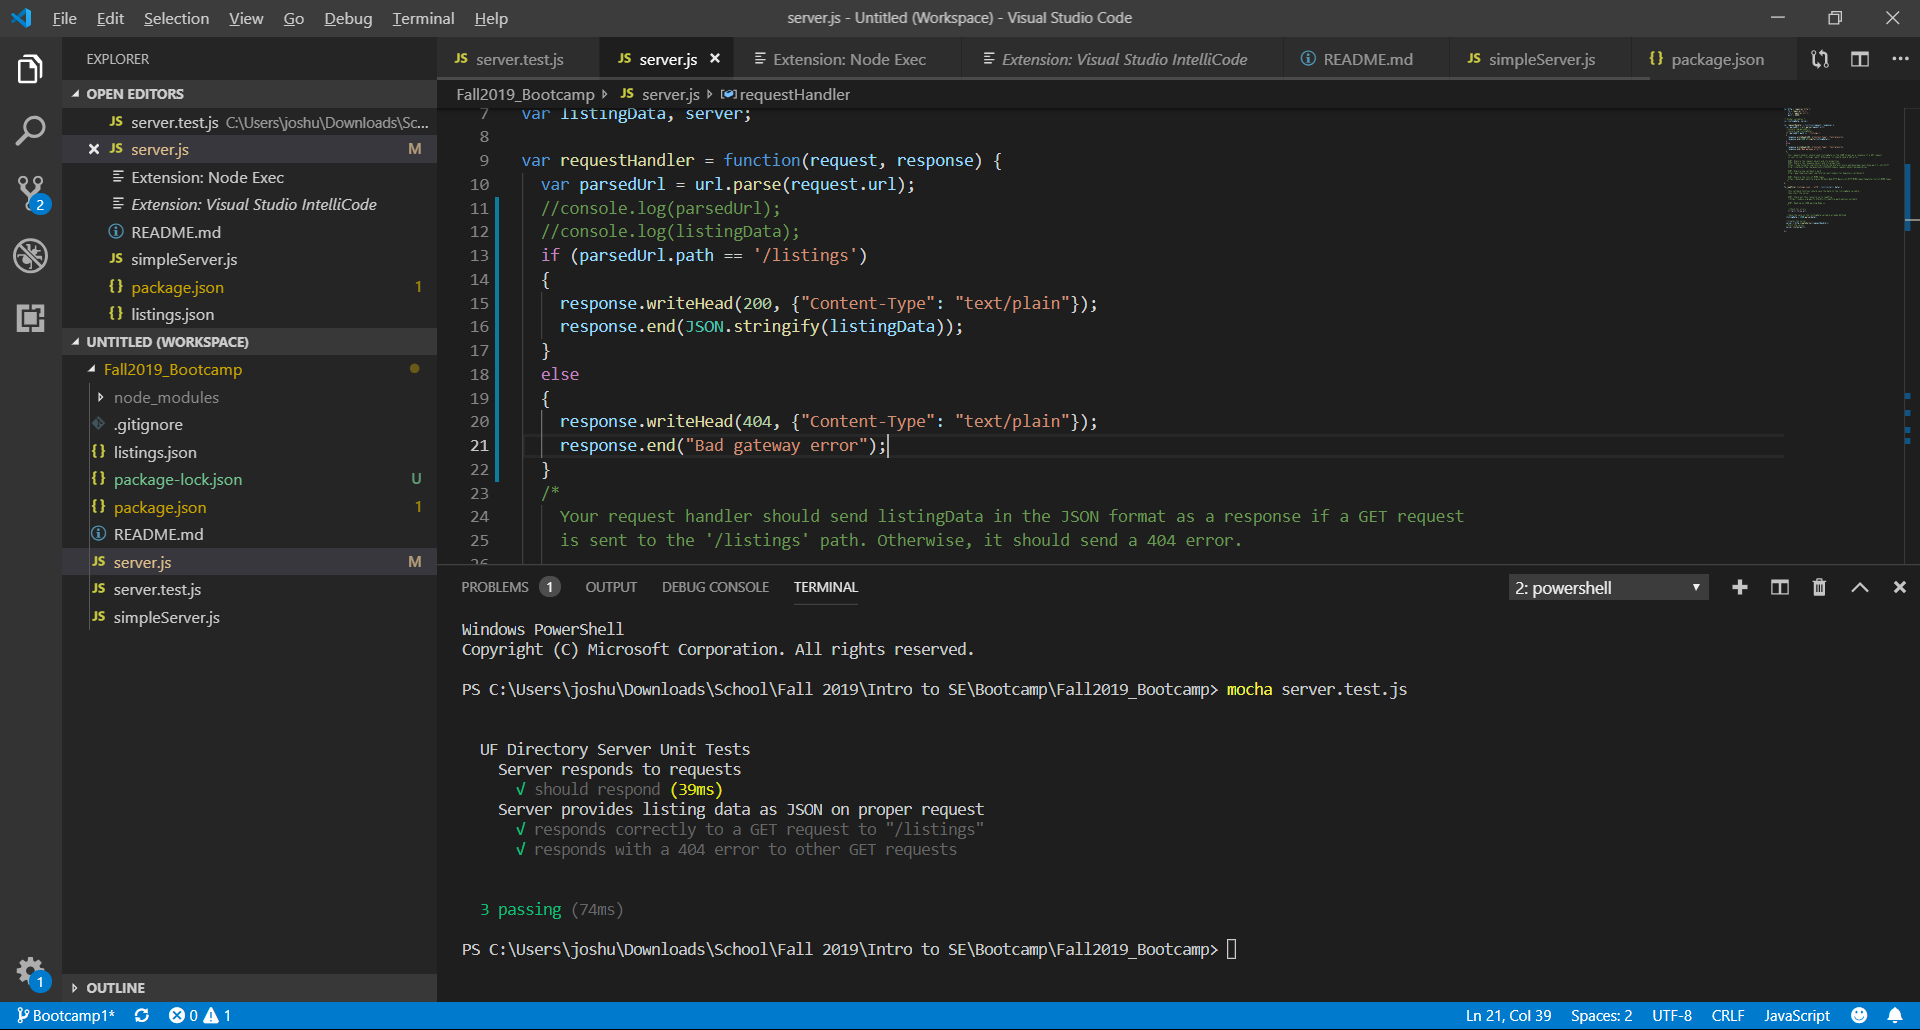 File Edit Selection View Go Debug Terminal Help
server.js - Untitled (Workspace) - Visual Studio Code
EXPLORER
OPEN EDITORS
JS server.test.js C:\Users\joshu\Downloads\Sc...
JS server.js M
Extension: Node Exec
Extension: Visual Studio IntelliCode
README.md
JS simpleServer.js
{} package.json 1
{} listings.json
UNTITLED (WORKSPACE)
Fall2019_Bootcamp
node_modules
.gitignore
{} listings.json
{} package-lock.json U
{} package.json 1
README.md
JS server.js M
JS server.test.js
JS simpleServer.js
OUTLINE
2
1
JS server.test.js
JS server.js
Extension: Node Exec
Extension: Visual Studio IntelliCode
README.md
JS simpleServer.js
{} package.json
Fall2019_Bootcamp JS server.js requestHandler
7 var listingData, server;
8
9 var requestHandler = function(request, response) {
10 var parsedUrl = url.parse(request.url);
11 //console.log(parsedUrl);
12 //console.log(listingData);
13 if (parsedUrl.path == '/listings')
14 {
15 response.writeHead(200, {"Content-Type": "text/plain"});
16 response.end(JSON.stringify(listingData));
17 }
18 else
19 {
20 response.writeHead(404, {"Content-Type": "text/plain"});
21 response.end("Bad gateway error");
22 }
23 /*
24 Your request handler should send listingData in the JSON format as a response if a GET request
25 is sent to the '/listings' path. Otherwise, it should send a 404 error.
26
PROBLEMS 1 OUTPUT DEBUG CONSOLE TERMINAL
2: powershell
Windows PowerShell
Copyright (C) Microsoft Corporation. All rights reserved.
PS C:\Users\joshu\Downloads\School\Fall 2019\Intro to SE\Bootcamp\Fall2019_Bootcamp> mocha server.test.js
UF Directory Server Unit Tests
Server responds to requests
√ should respond (39ms)
Server provides listing data as JSON on proper request
√ responds correctly to a GET request to "/listings"
√ responds with a 404 error to other GET requests
3 passing (74ms)
PS C:\Users\joshu\Downloads\School\Fall 2019\Intro to SE\Bootcamp\Fall2019_Bootcamp>
Bootcamp1* 0 1
Ln 21, Col 39 Spaces: 2 UTF-8 CRLF JavaScript